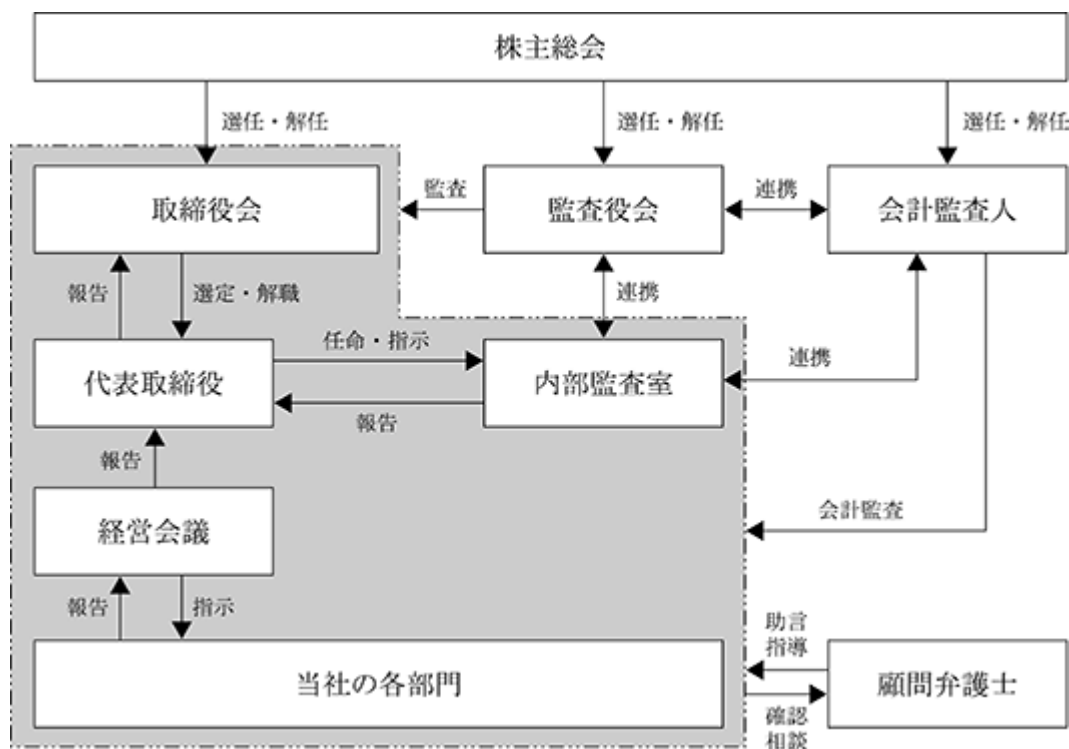 株主総会
選任・解任
選任・解任
選任・解任
取締役会
監査
監査役会
連携
会計監査人
報告
選定・解職
連携
任命・指示
代表取締役
内部監査室
連携
報告
報告
経営会議
会計監査
報告
指示
当社の各部門
助言
指導
顧問弁護士
確認
相談